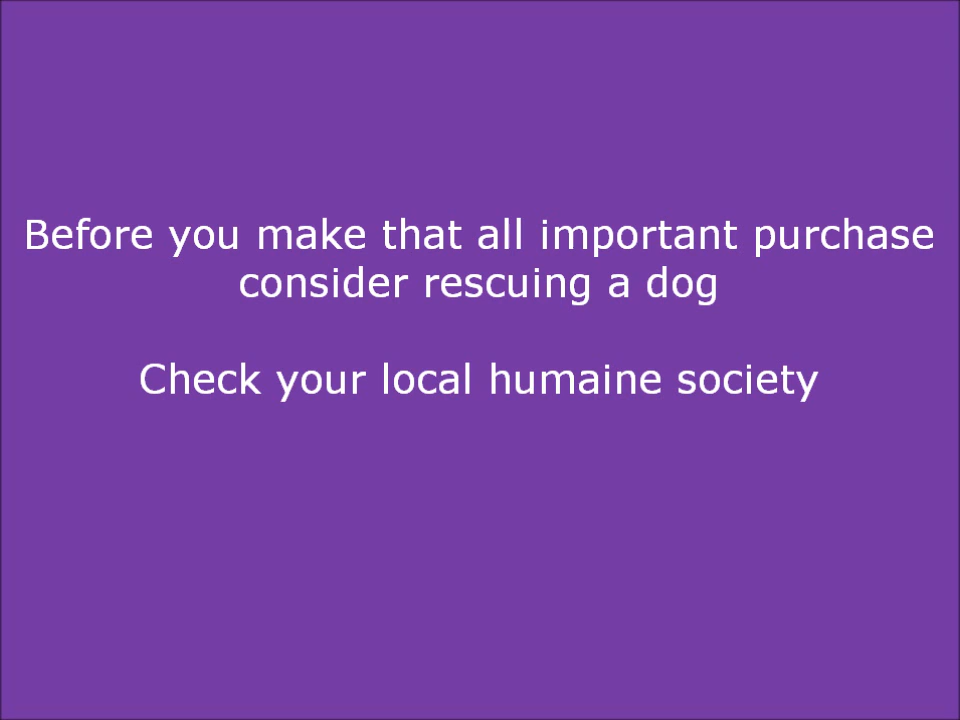 Before you make that all important purchase
consider rescuing a dog
Check your local humaine society